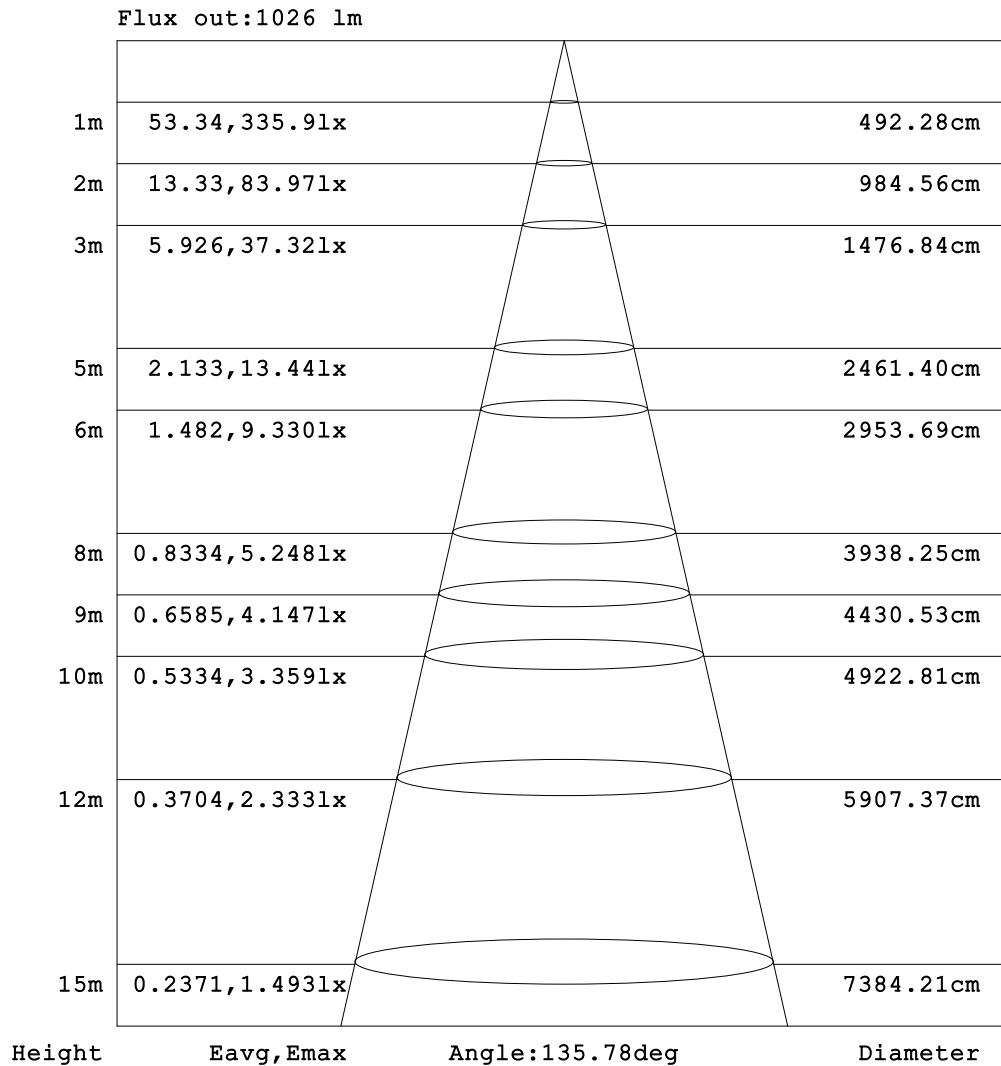 Flux out:1026 lm
1m 53.34,335.9lx 492.28cm
2m 13.33,83.97lx 984.56cm
3m 5.926,37.32lx 1476.84cm
5m 2.133,13.44lx 2461.40cm
6m 1.482,9.330lx 2953.69cm
8m 0.8334,5.248lx 3938.25cm
9m 0.6585,4.147lx 4430.53cm
10m 0.5334,3.359lx 4922.81cm
12m 0.3704,2.333lx 5907.37cm
15m 0.2371,1.493lx 7384.21cm
Height Eavg,Emax Angle:135.78deg Diameter